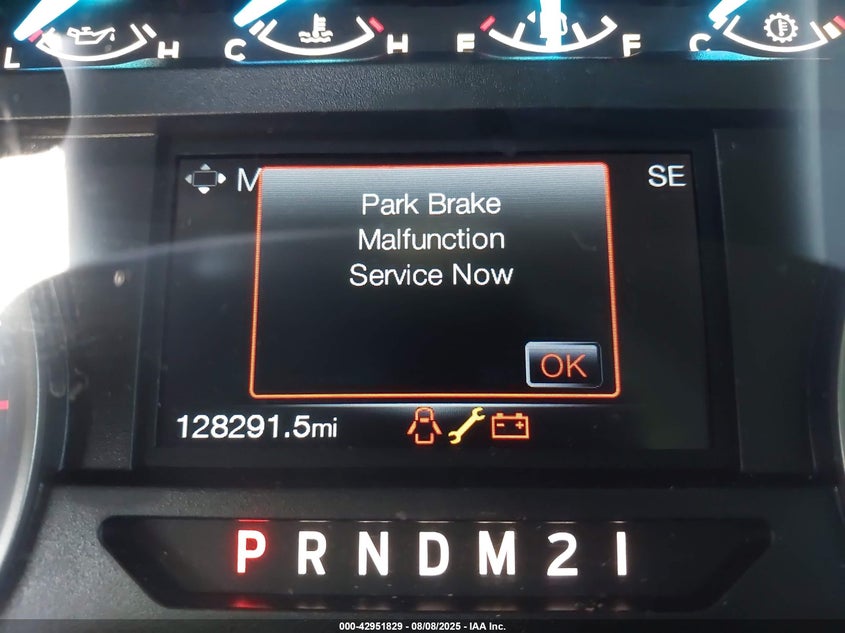 L H C H E F C
M SE
Park Brake
Malfunction
Service Now
OK
128291.5mi
P R N D M 2 1
000-42951829 - 08/08/2025 - IAA Inc.